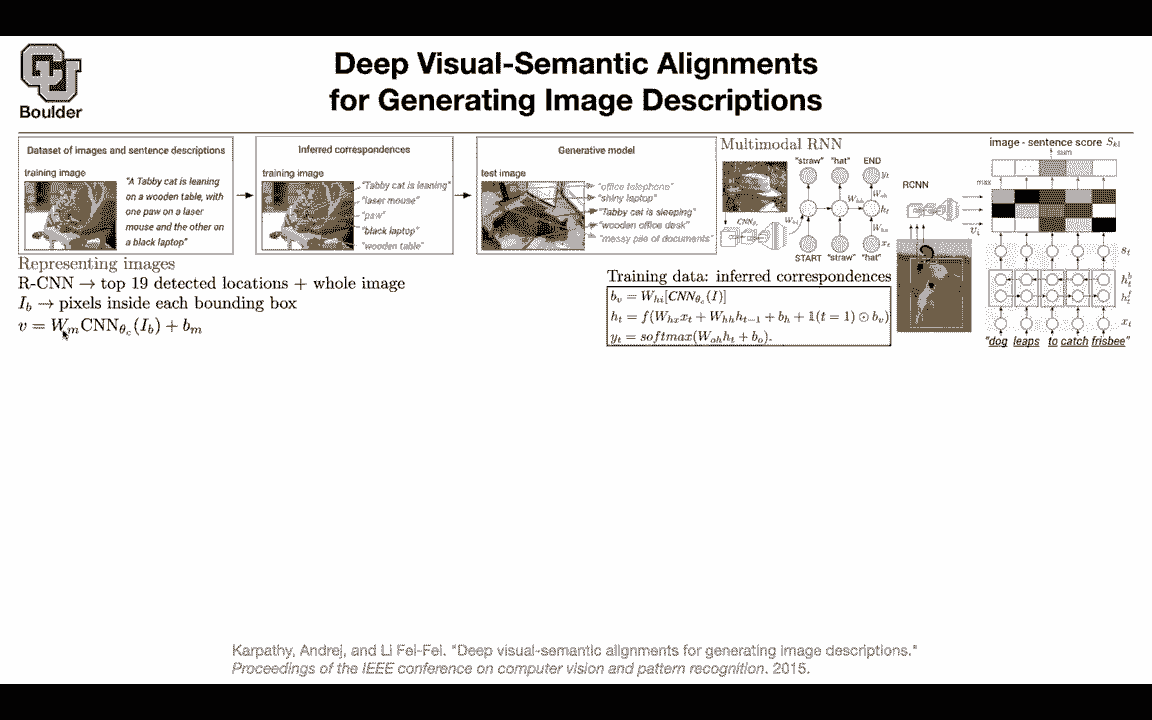 Boulder
Deep Visual-Semantic Alignments
for Generating Image Descriptions
Dataset of images and sentence descriptions
training image
"A Tabby cat is leaning
on a wooden table, with
one paw on a laser
mouse and the other on
a black laptop"
Inferred correspondences
training image
"Tabby cat is leaning"
"laser mouse"
"paw"
"black laptop"
"wooden table"
Generative model
test image
"office telephone"
"shiny laptop"
"Tabby cat is sleeping"
"wooden office desk"
"messy pile of documents"
Multimodal RNN
"straw" "hat" END
y_t
W_{oh}
W_{hh}
h_t
W_{hi}
W_{hx}
CNN_{θ_c}
x_t
START "straw" "hat"
image - sentence score S_{kl}
sum
max
RCNN
v_i
s_t
h_t^b
h_t^f
x_t
"dog leaps to catch frisbee"
Representing images
R-CNN → top 19 detected locations + whole image
I_b → pixels inside each bounding box
v = W_m CNN_{θ_c}(I_b) + b_m
Training data: inferred correspondences
b_v = W_{hi}[CNN_{θ_c}(I)]
h_t = f(W_{hx}x_t + W_{hh}h_{t−1} + b_h + 𝟙(t = 1) ⊙ b_v)
y_t = softmax(W_{oh}h_t + b_o).
Karpathy, Andrej, and Li Fei-Fei. "Deep visual-semantic alignments for generating image descriptions."
Proceedings of the IEEE conference on computer vision and pattern recognition. 2015.